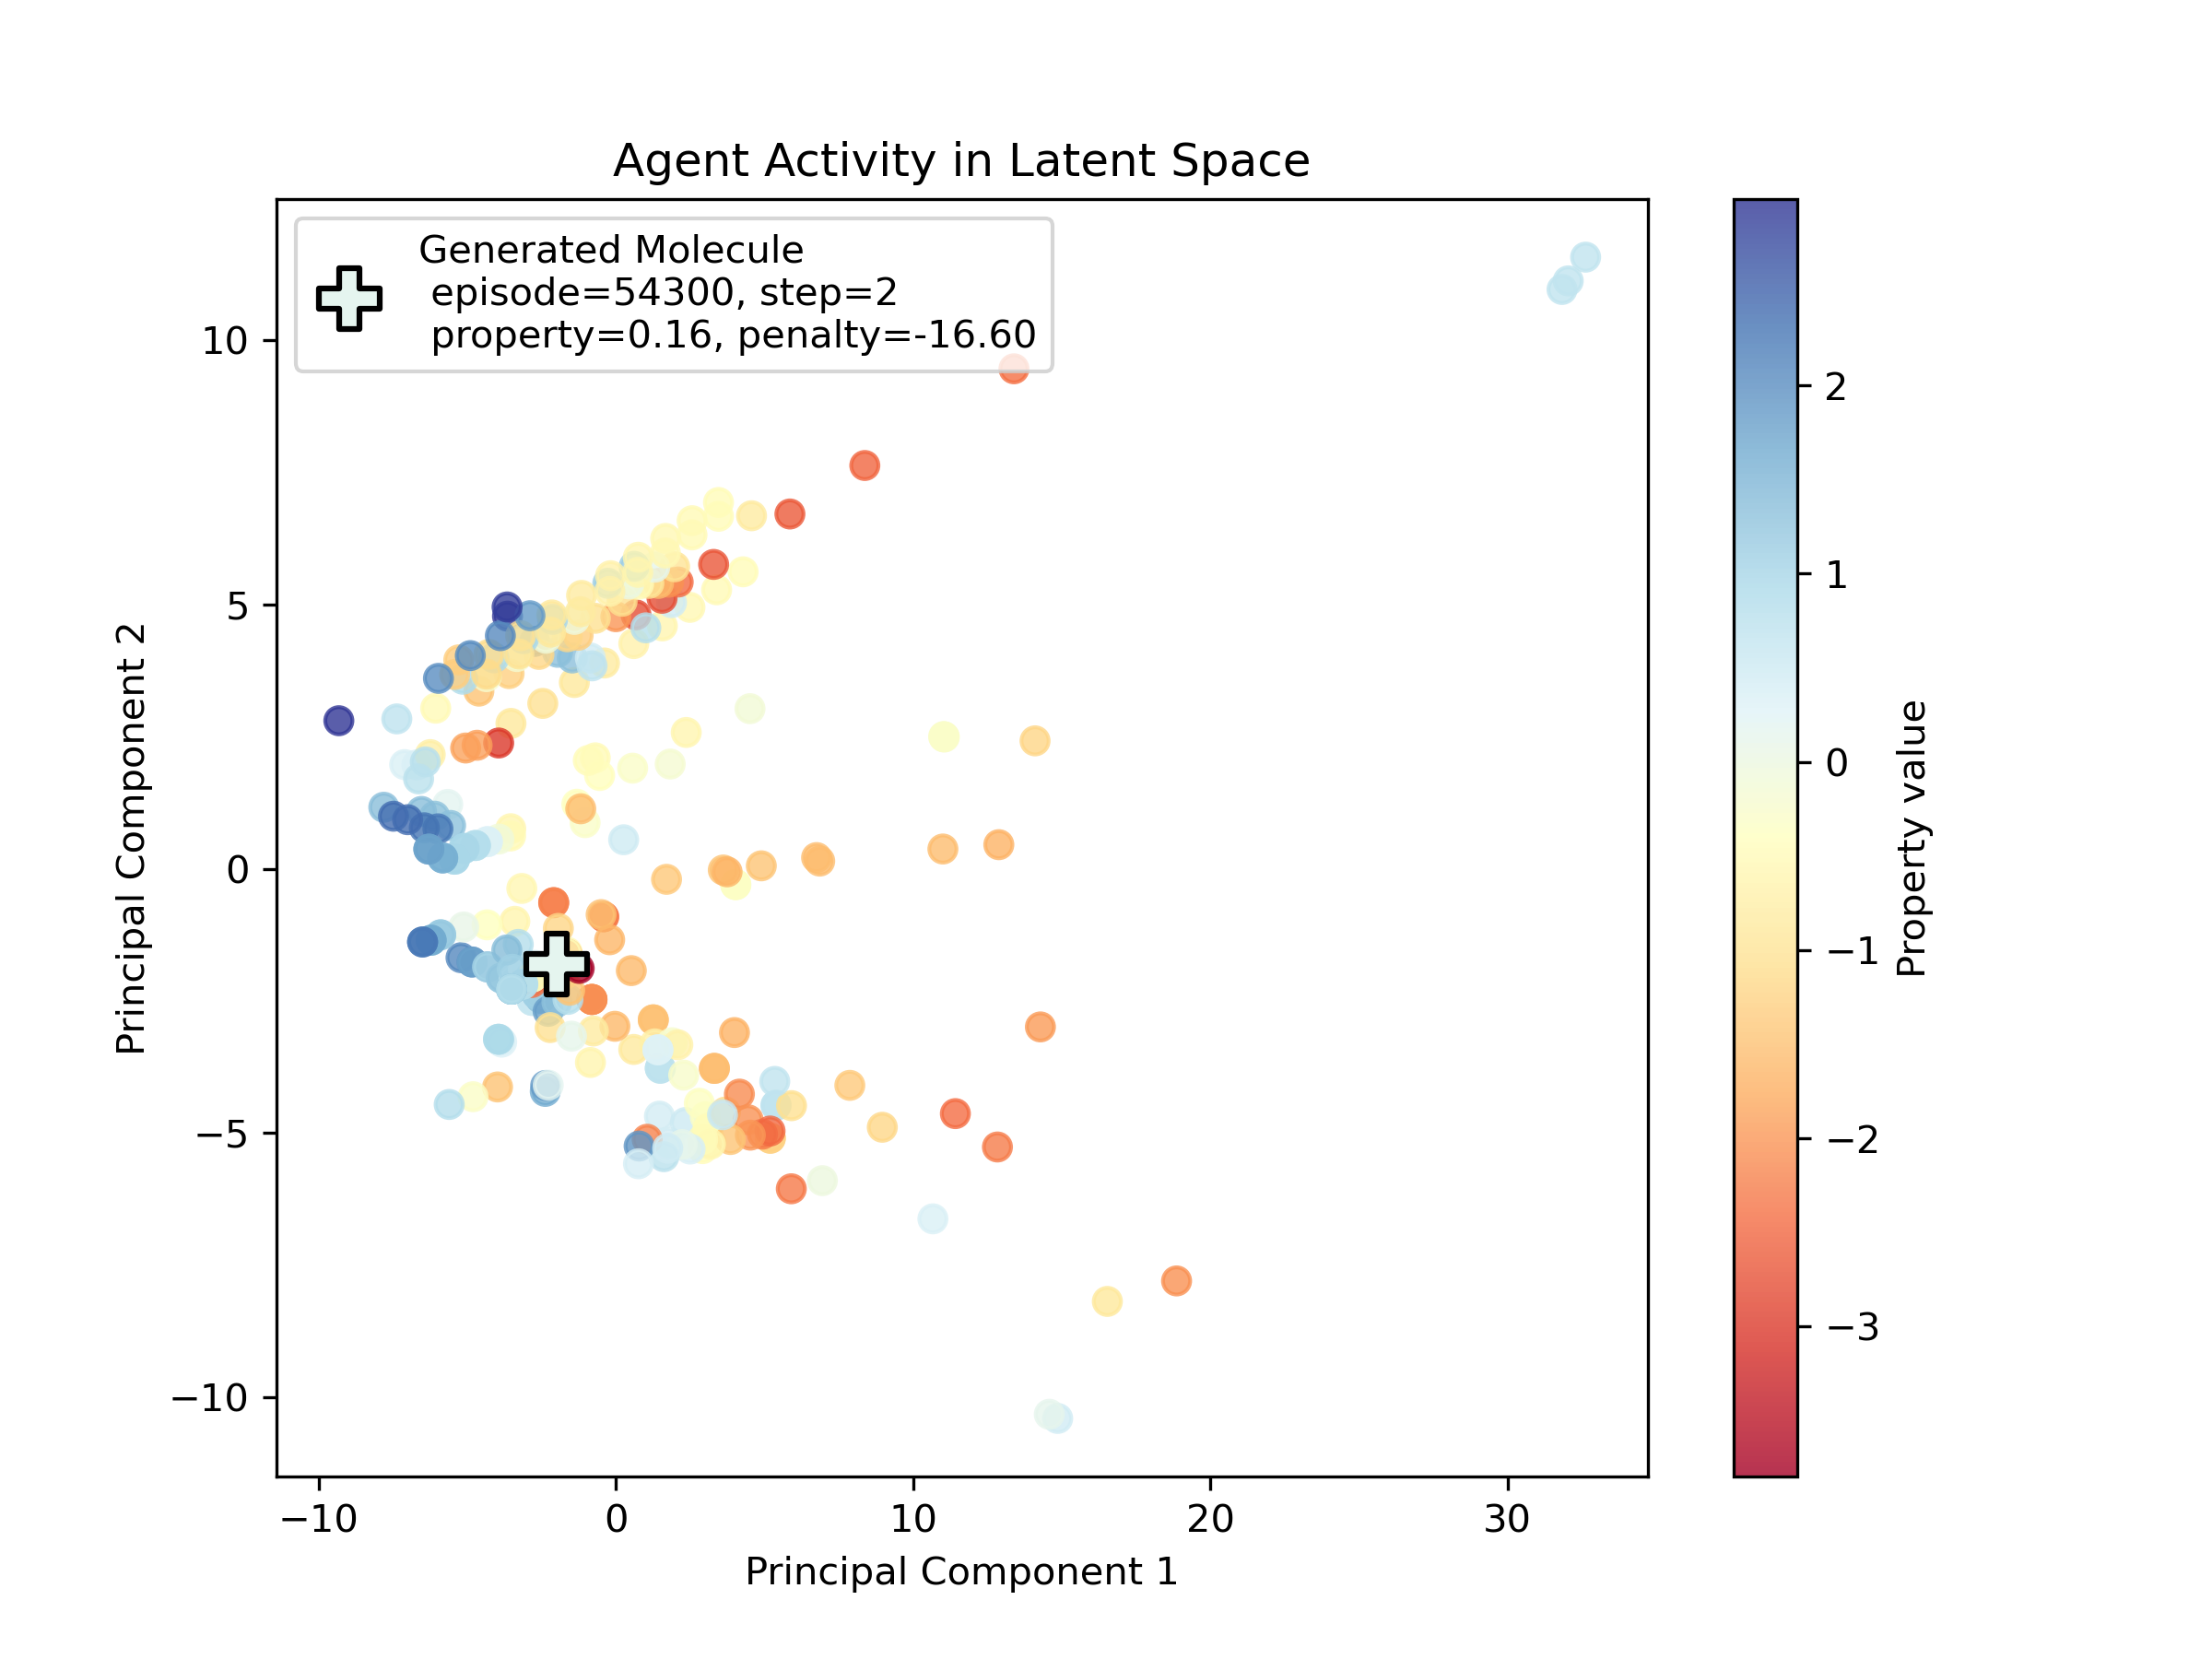 Agent Activity in Latent Space
Generated Molecule
episode=54300, step=2
property=0.16, penalty=-16.60
10
5
0
−5
−10
Principal Component 2
−10
0
10
20
30
Principal Component 1
2
1
0
−1
−2
−3
Property value